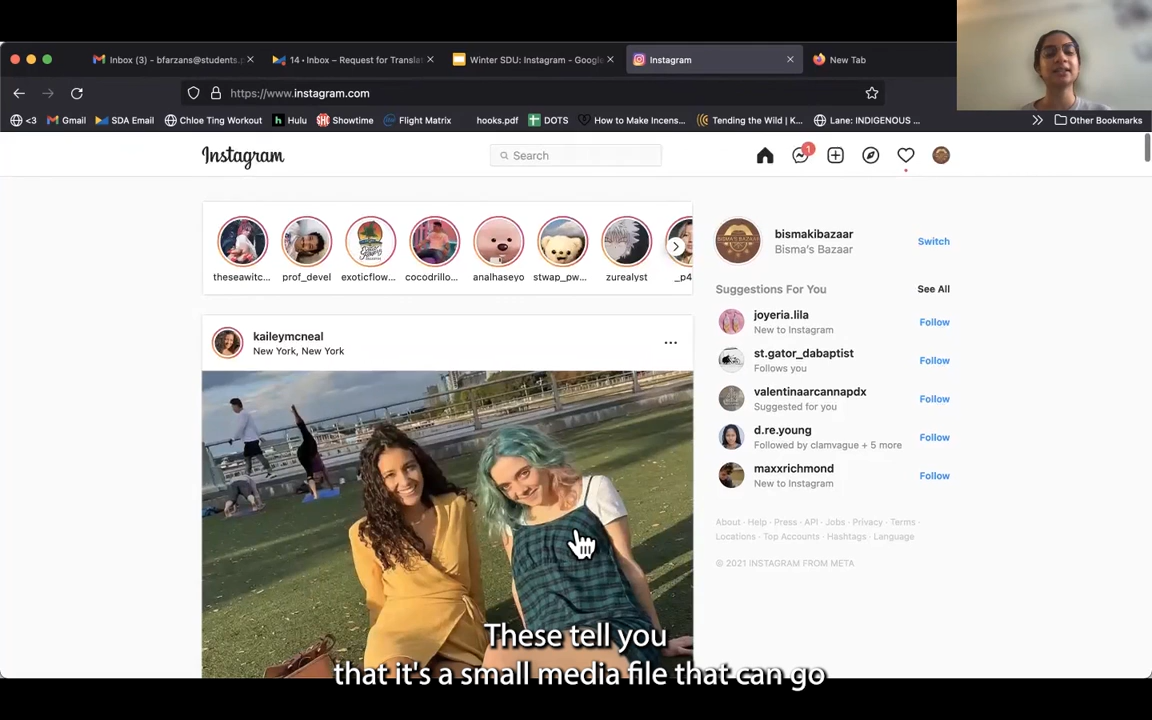 Inbox (3) - bfarzans@students.
14 • Inbox – Request for Transla
Winter SDU: Instagram - Google
Instagram
New Tab
https://www.instagram.com
<3
Gmail
SDA Email
Chloe Ting Workout
Hulu
Showtime
Flight Matrix
hooks.pdf
DOTS
How to Make Incens...
Tending the Wild | K...
Lane: INDIGENOUS ...
Other Bookmarks
Instagram
Search
1
theseawitc...
prof_devel
exoticflow...
cocodrillo...
analhaseyo
stwap_pw...
zurealyst
_p4
BISMA'S BAZAAR
bismakibazaar
Bisma's Bazaar
Switch
Suggestions For You
See All
joyeria.lila
New to Instagram
Follow
st.gator_dabaptist
Follows you
Follow
valentinaarcannapdx
Suggested for you
Follow
d.re.young
Followed by clamvague + 5 more
Follow
maxxrichmond
New to Instagram
Follow
About · Help · Press · API · Jobs · Privacy · Terms ·
Locations · Top Accounts · Hashtags · Language
© 2021 INSTAGRAM FROM META
kaileymcneal
New York, New York
These tell you
that it's a small media file that can go